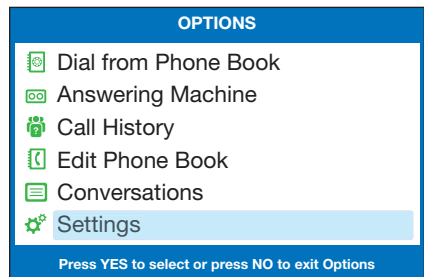 OPTIONS
Dial from Phone Book
Answering Machine
Call History
Edit Phone Book
Conversations
Settings
Press YES to select or press NO to exit Options